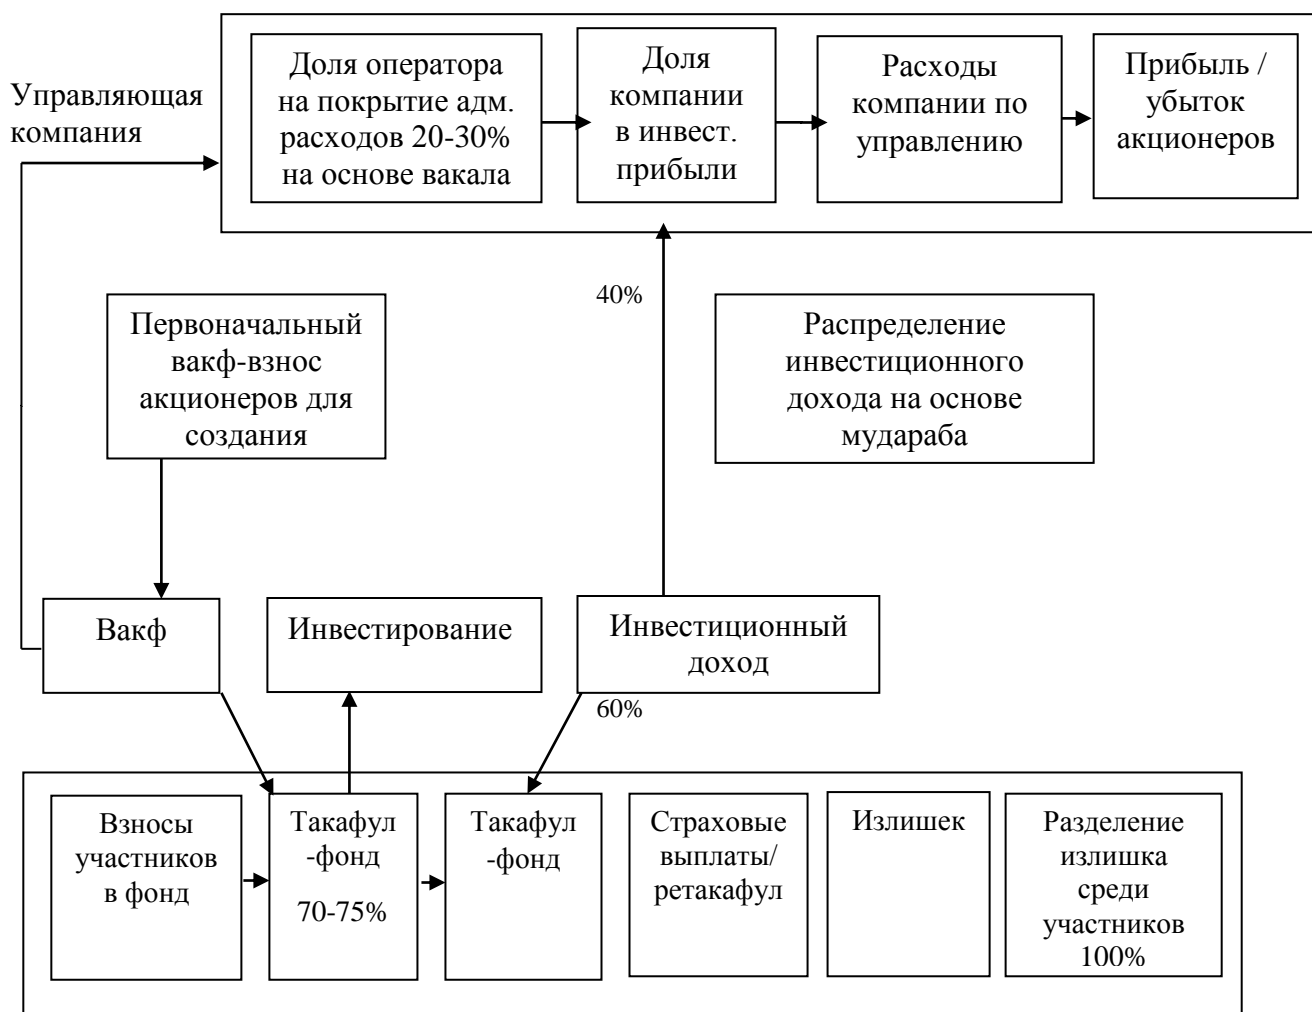 Управляющая
компания
Доля оператора
на покрытие адм.
расходов 20-30%
на основе вакала
Доля
компании
в инвест.
прибыли
Расходы
компании по
управлению
Прибыль /
убыток
акционеров
Первоначальный
вакф-взнос
акционеров для
создания
40%
Распределение
инвестиционного
дохода на основе
мудараба
Вакф
Инвестирование
Инвестиционный
доход
60%
Взносы
участников
в фонд
Такафул
-фонд
70-75%
Такафул
-фонд
Страховые
выплаты/
ретакафул
Излишек
Разделение
излишка
среди
участников
100%